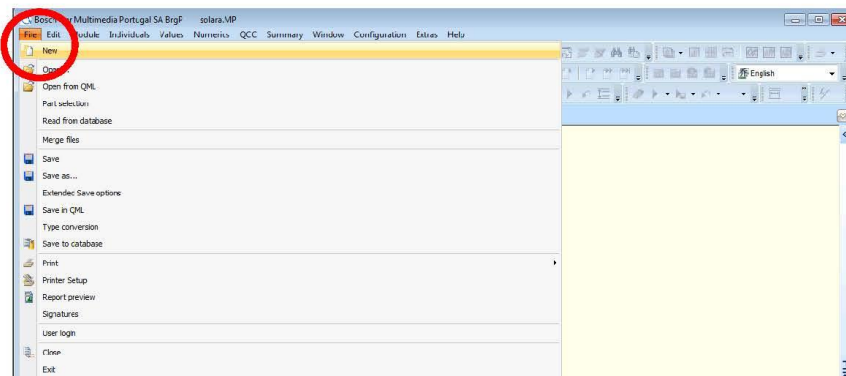 Bosch Car Multimedia Portugal SA BrgP solara.MP
File Edit Module Individuals Values Numerics QCC Summary Window Configuration Extras Help
New
Open...
English
Open from QML
Part selection
Read from database
Merge files
Save
Save as...
Extended Save options
Save in QML
Type conversion
Save to catabase
Print
Printer Setup
Report preview
Signatures
User login
Close
Exit